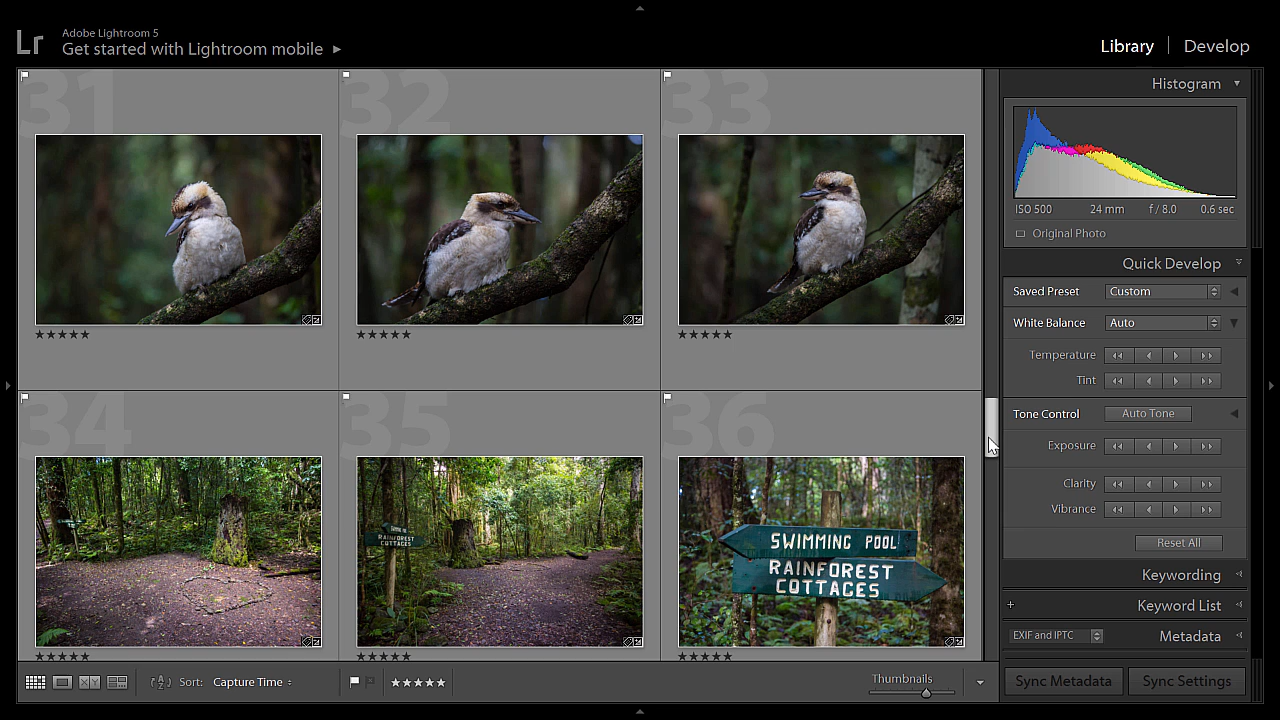 Lr
Adobe Lightroom 5
Get started with Lightroom mobile
Library | Develop
31
32
33
34
35
36
RAINFOREST
COTTAGES
SWIMMING POOL
RAINFOREST
COTTAGES
Histogram
ISO 500 24 mm f / 8.0 0.6 sec
Original Photo
Quick Develop
Saved Preset Custom
White Balance Auto
Temperature
Tint
Tone Control Auto Tone
Exposure
Clarity
Vibrance
Reset All
Keywording
+ Keyword List
EXIF and IPTC Metadata
Sync Metadata Sync Settings
XY Sort: Capture Time Thumbnails